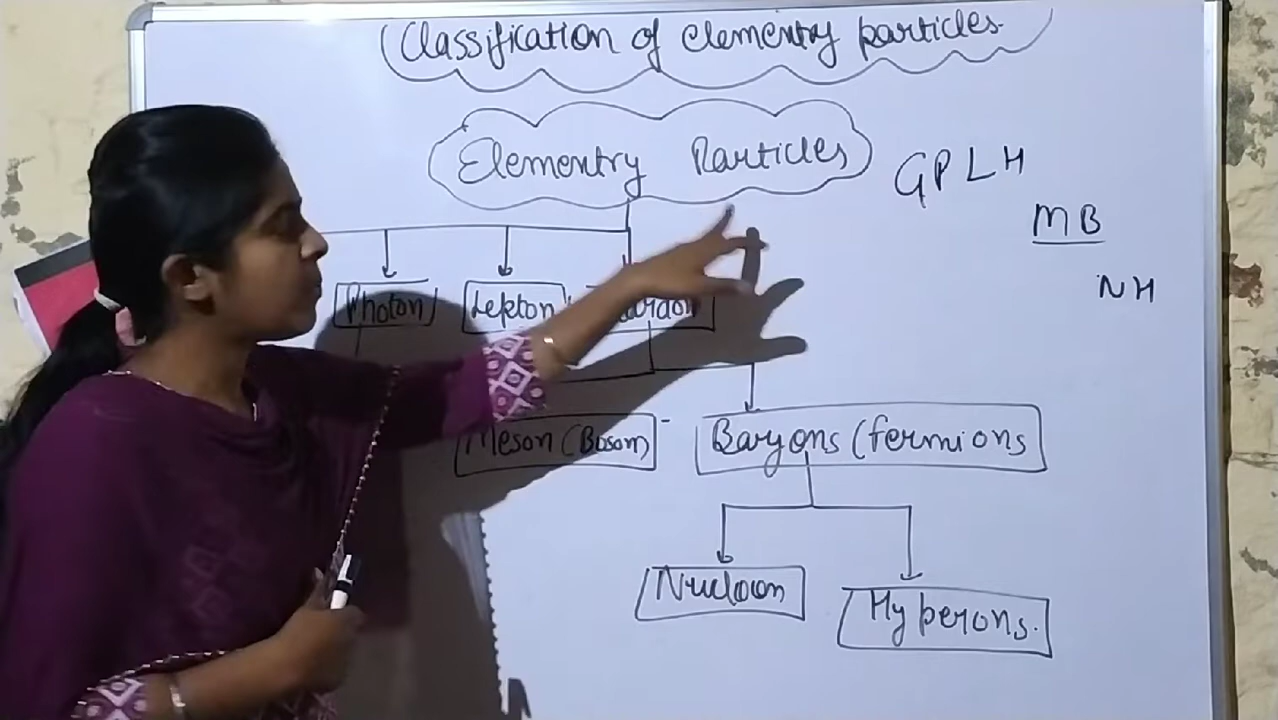 Classification of elementry particles.
Elementry Particles
GPLH
MB
NH
Photon
Lepton
Meson (Boson)
Baryons (fermions
Nucloon
Hyperons.